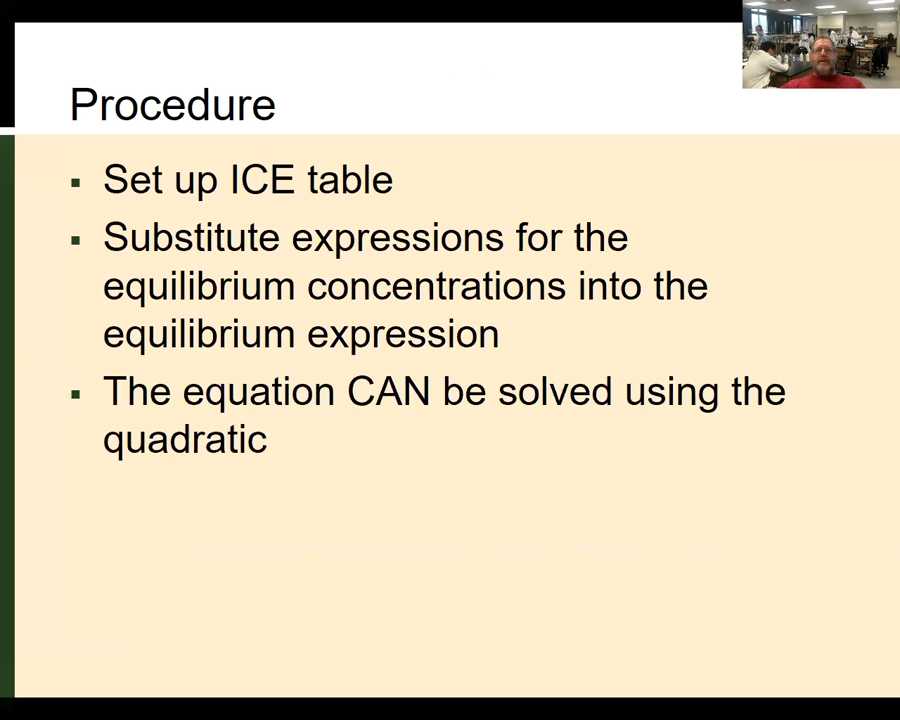 Procedure
Set up ICE table
Substitute expressions for the
equilibrium concentrations into the
equilibrium expression
The equation CAN be solved using the
quadratic